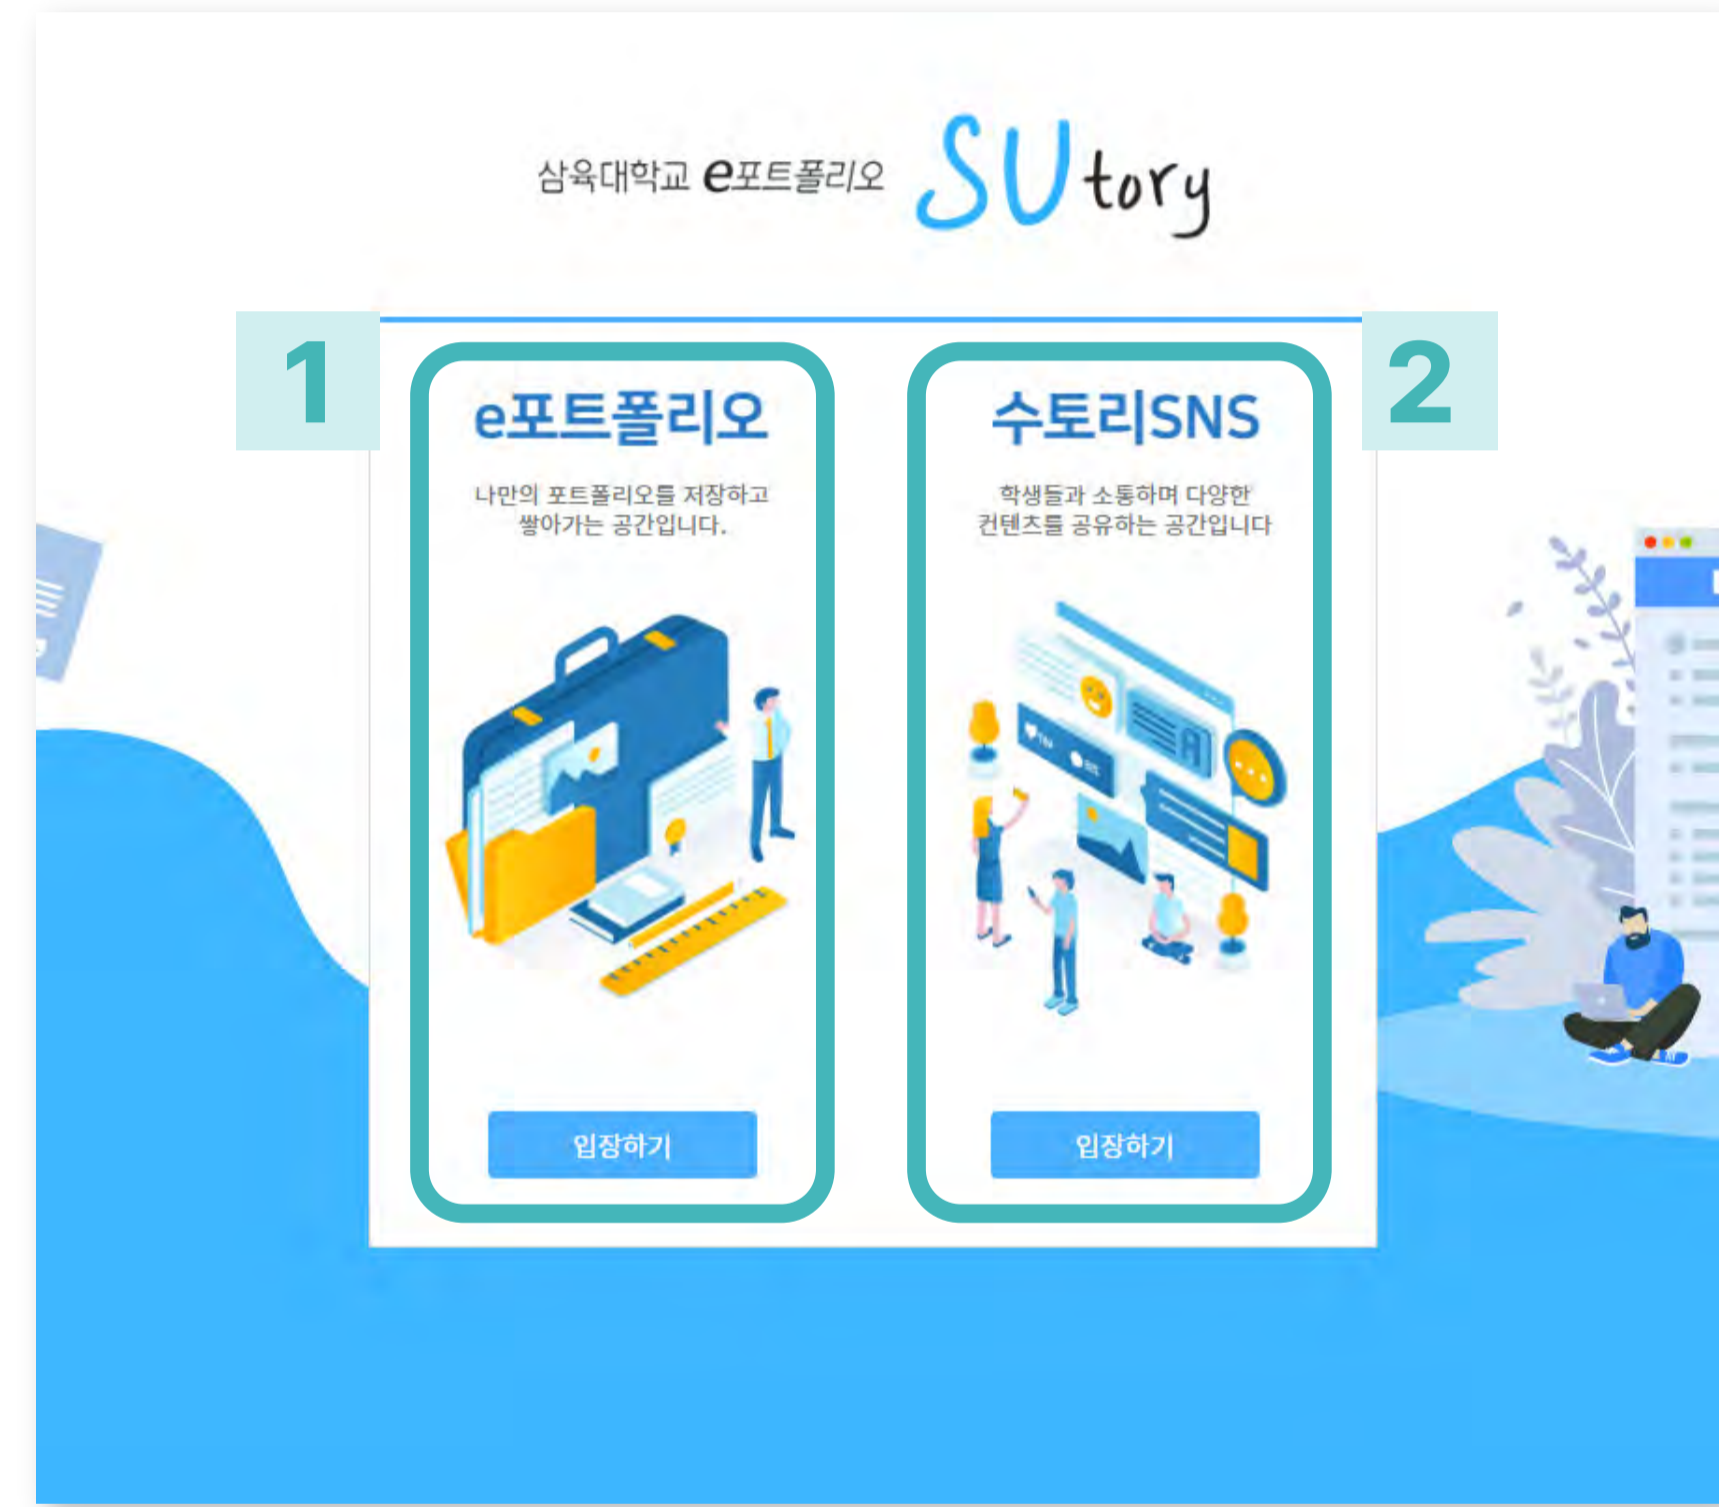 삼육대학교 e포트폴리오 SUtory
1
e포트폴리오
나만의 포트폴리오를 저장하고
쌓아가는 공간입니다.
입장하기
2
수토리SNS
학생들과 소통하며 다양한
컨텐츠를 공유하는 공간입니다
입장하기